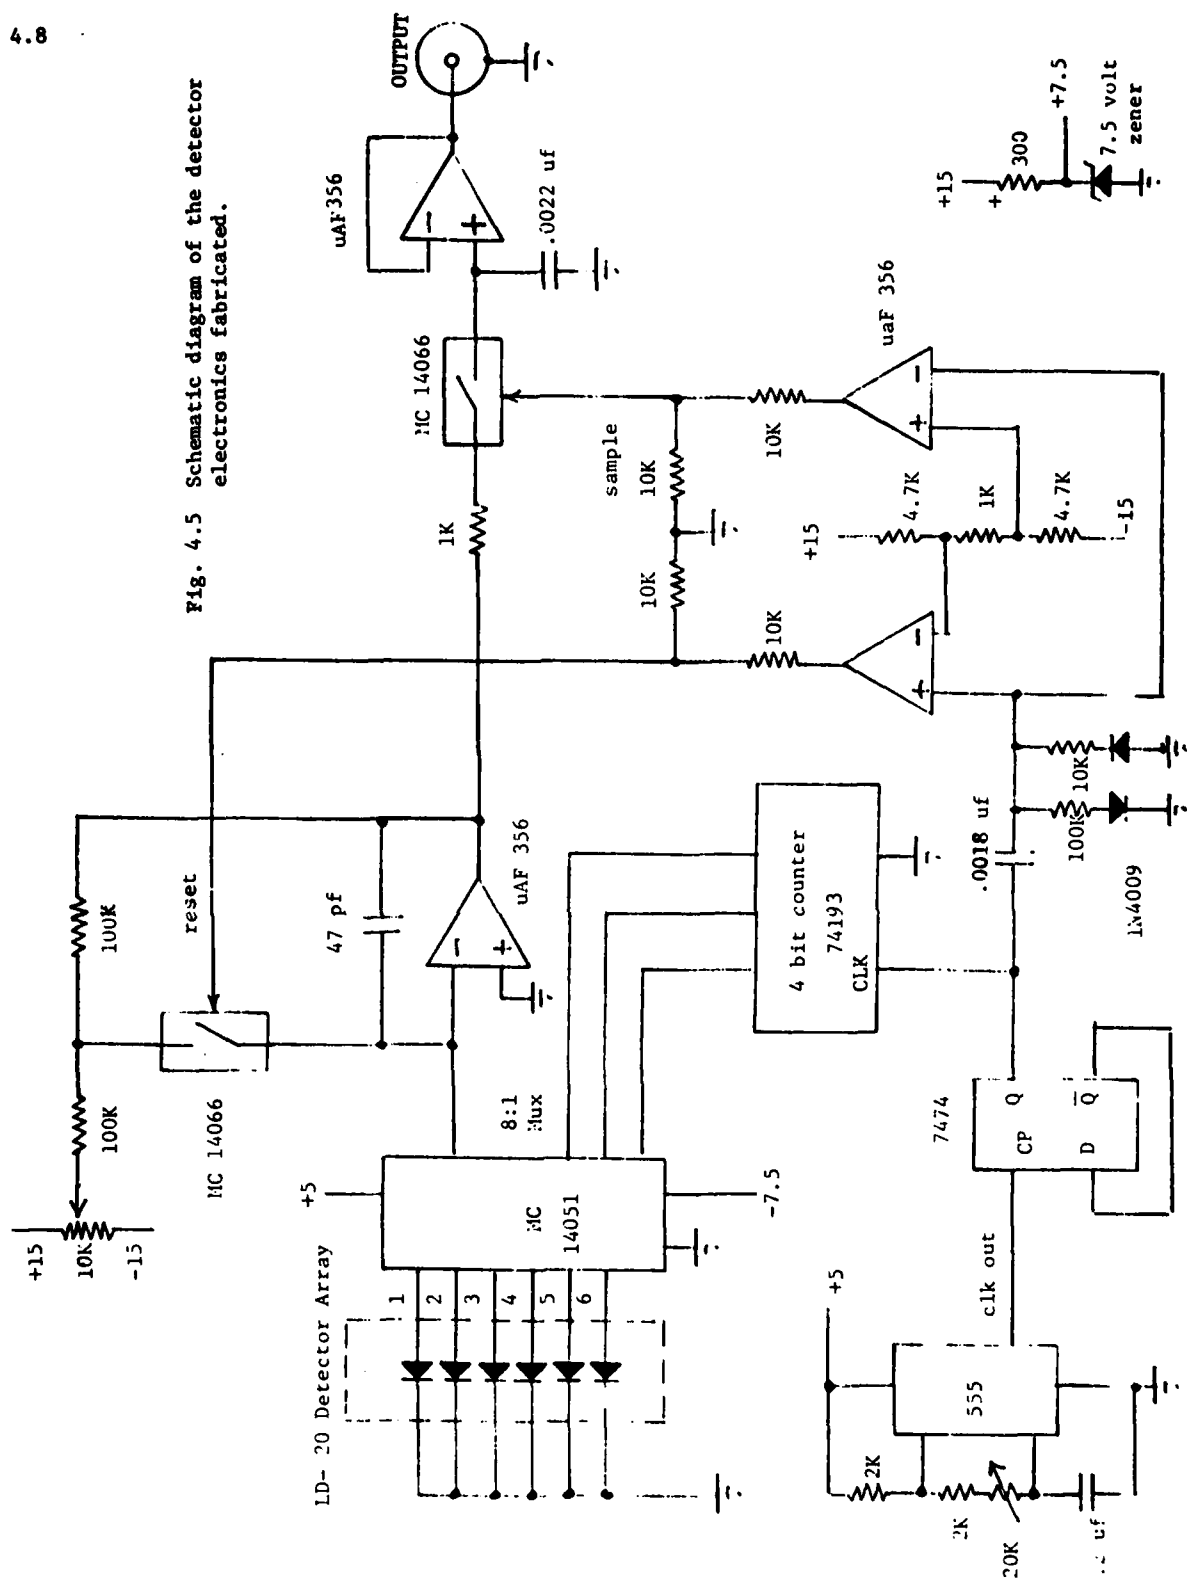 4.8
Fig. 4.5 Schematic diagram of the detector
electronics fabricated.
OUTPUT
uAF356
.0022 uf
MC 14066
1K
sample
10K
10K
10K
10K
uaF 356
+15
4.7K
1K
4.7K
-15
+15
+
300
+7.5
7.5 volt
zener
reset
100K
100K
+15
10K
-15
MC 14066
47 pf
-
+
uAF 356
8:1
Mux
+5
MC
14051
-7.5
LD- 20 Detector Array
1
2
3
4
5
6
4 bit counter
74193
CLK
.0018 uf
100K
10K
1N4009
7474
CP
Q
D
Q
clk out
+5
555
2K
2K
20K
uf
-
+
+
-
+
-